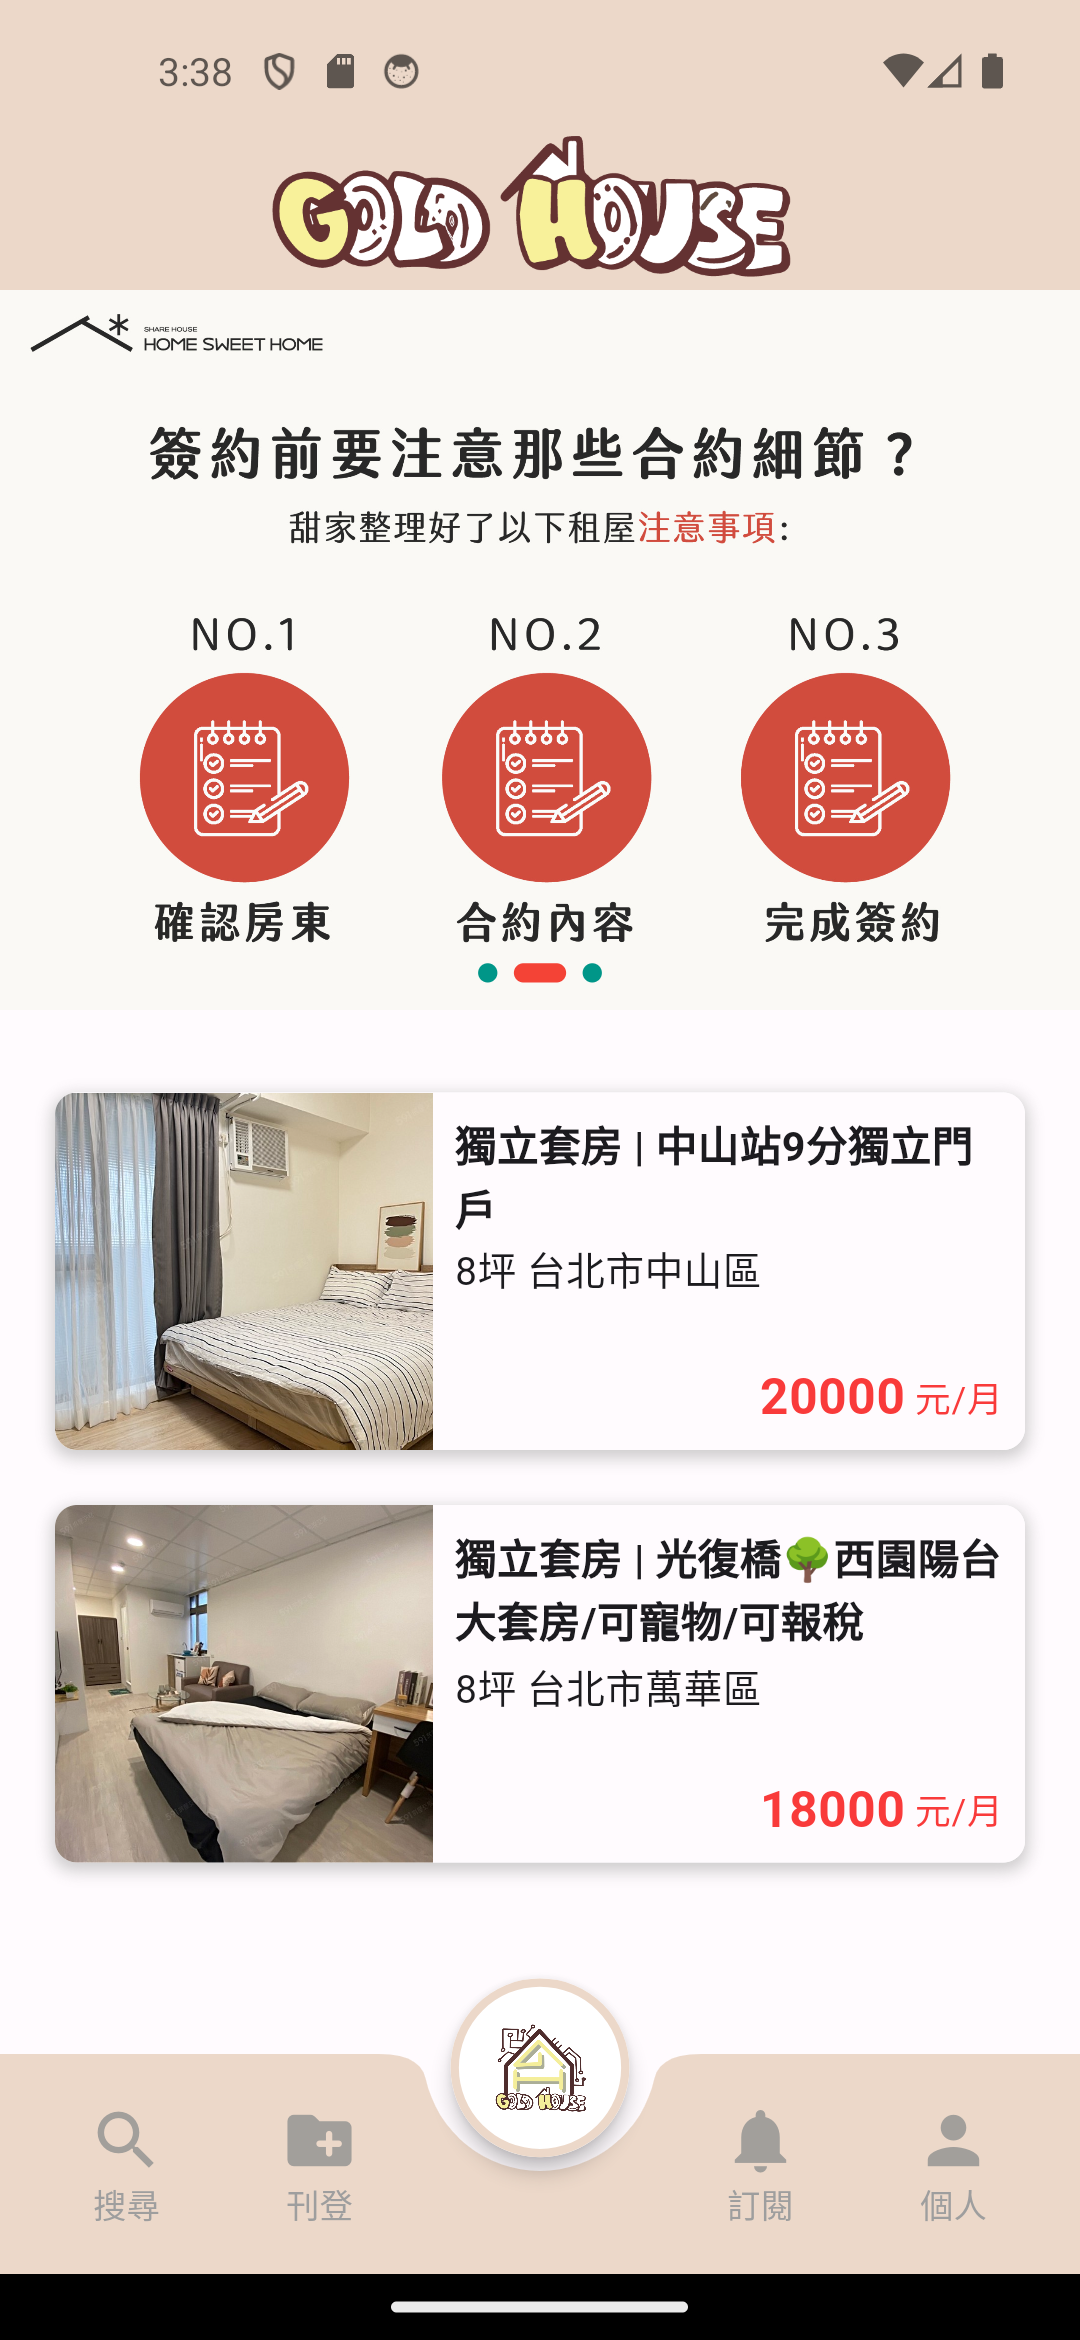 3:38
GOLD HOUSE
SHARE HOUSE
HOME SWEET HOME
簽約前要注意那些合約細節？
甜家整理好了以下租屋注意事項：
NO.1
NO.2
NO.3
確認房東
合約內容
完成簽約
獨立套房 | 中山站9分獨立門
戶
8坪 台北市中山區
20000 元/月
獨立套房 | 光復橋🌳西園陽台
大套房/可寵物/可報稅
8坪 台北市萬華區
18000 元/月
GOLD HOUSE
搜尋
刊登
訂閱
個人